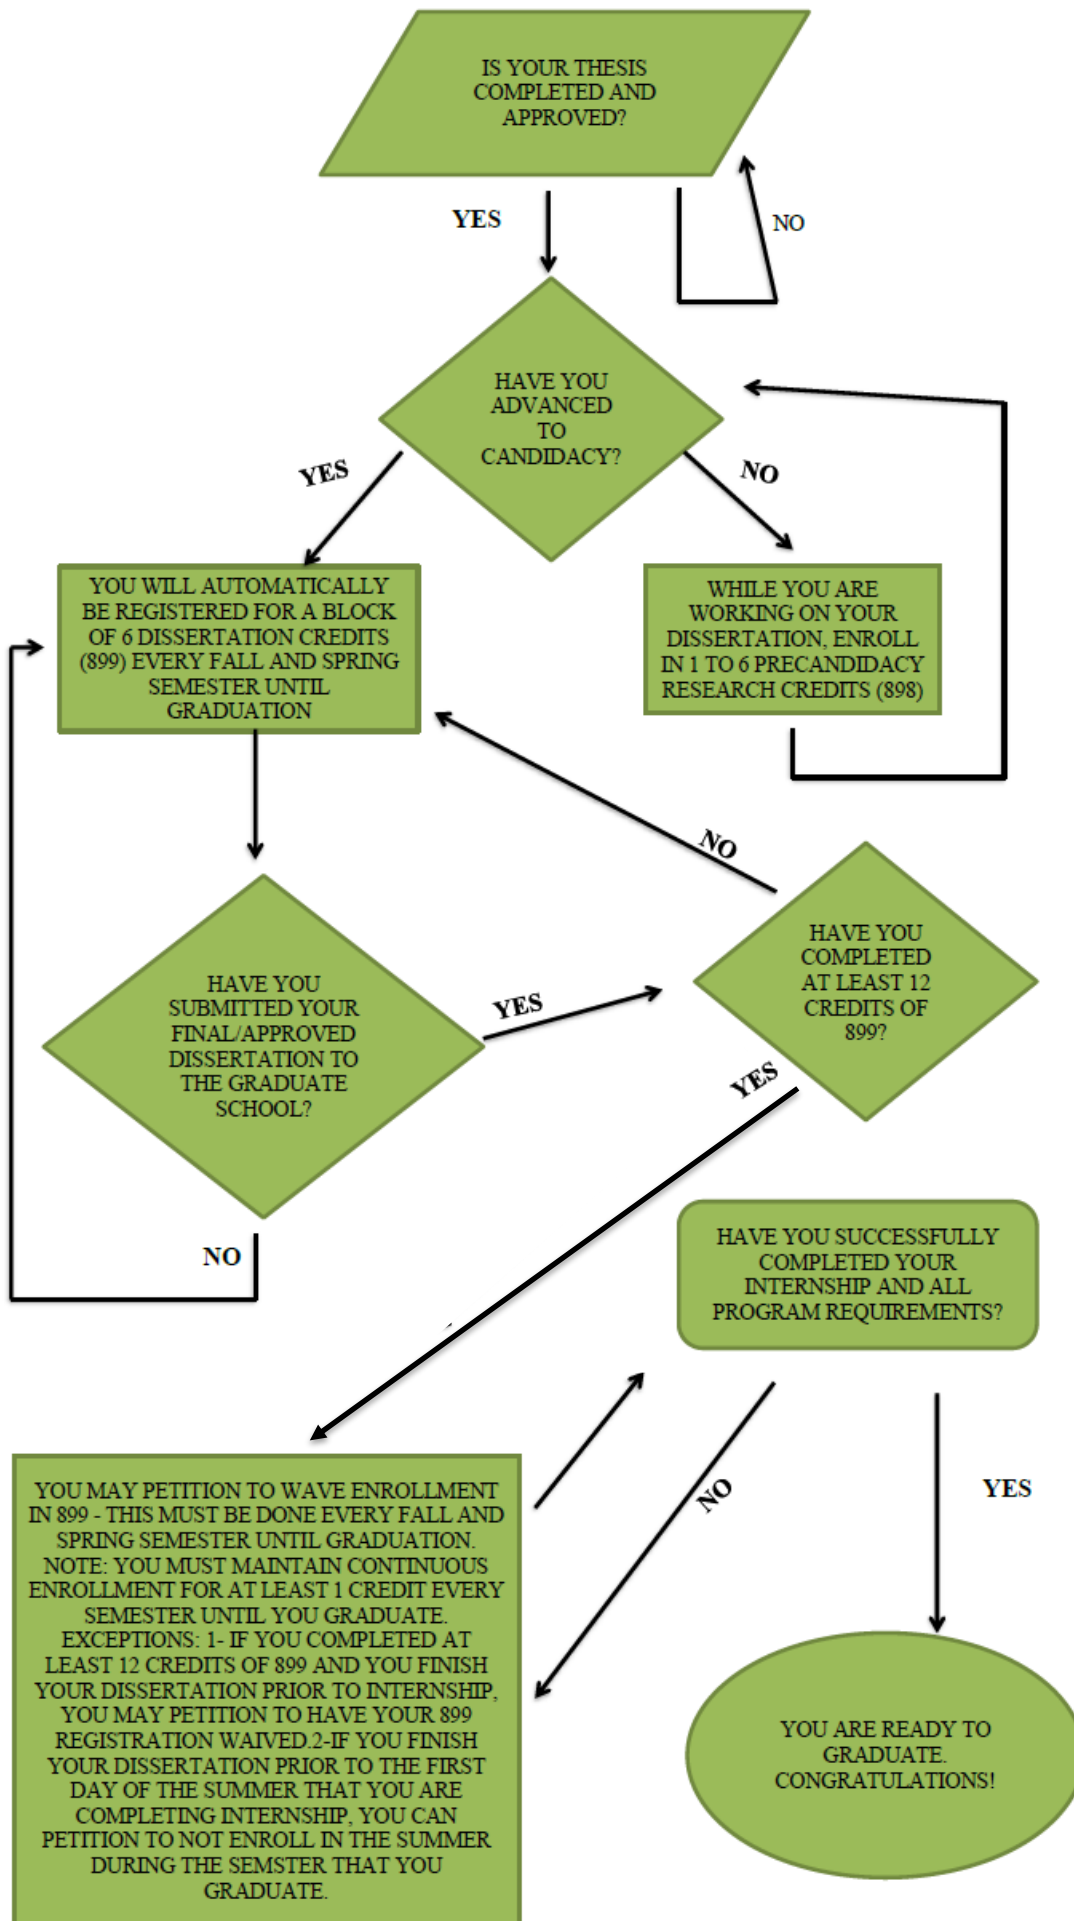 IS YOUR THESIS
COMPLETED AND
APPROVED?
YES
NO
HAVE YOU
ADVANCED
TO
CANDIDACY?
YES
NO
YOU WILL AUTOMATICALLY
BE REGISTERED FOR A BLOCK
OF 6 DISSERTATION CREDITS
(899) EVERY FALL AND SPRING
SEMESTER UNTIL
GRADUATION
WHILE YOU ARE
WORKING ON YOUR
DISSERTATION, ENROLL
IN 1 TO 6 PRECANDIDACY
RESEARCH CREDITS (898)
NO
HAVE YOU
COMPLETED
AT LEAST 12
CREDITS OF
899?
HAVE YOU
SUBMITTED YOUR
FINAL/APPROVED
DISSERTATION TO
THE GRADUATE
SCHOOL?
YES
YES
NO
HAVE YOU SUCCESSFULLY
COMPLETED YOUR
INTERNSHIP AND ALL
PROGRAM REQUIREMENTS?
NO
YES
YOU MAY PETITION TO WAVE ENROLLMENT
IN 899 - THIS MUST BE DONE EVERY FALL AND
SPRING SEMESTER UNTIL GRADUATION.
NOTE: YOU MUST MAINTAIN CONTINUOUS
ENROLLMENT FOR AT LEAST 1 CREDIT EVERY
SEMESTER UNTIL YOU GRADUATE.
EXCEPTIONS: 1- IF YOU COMPLETED AT
LEAST 12 CREDITS OF 899 AND YOU FINISH
YOUR DISSERTATION PRIOR TO INTERNSHIP,
YOU MAY PETITION TO HAVE YOUR 899
REGISTRATION WAIVED.2-IF YOU FINISH
YOUR DISSERTATION PRIOR TO THE FIRST
DAY OF THE SUMMER THAT YOU ARE
COMPLETING INTERNSHIP, YOU CAN
PETITION TO NOT ENROLL IN THE SUMMER
DURING THE SEMSTER THAT YOU
GRADUATE.
YOU ARE READY TO
GRADUATE.
CONGRATULATIONS!